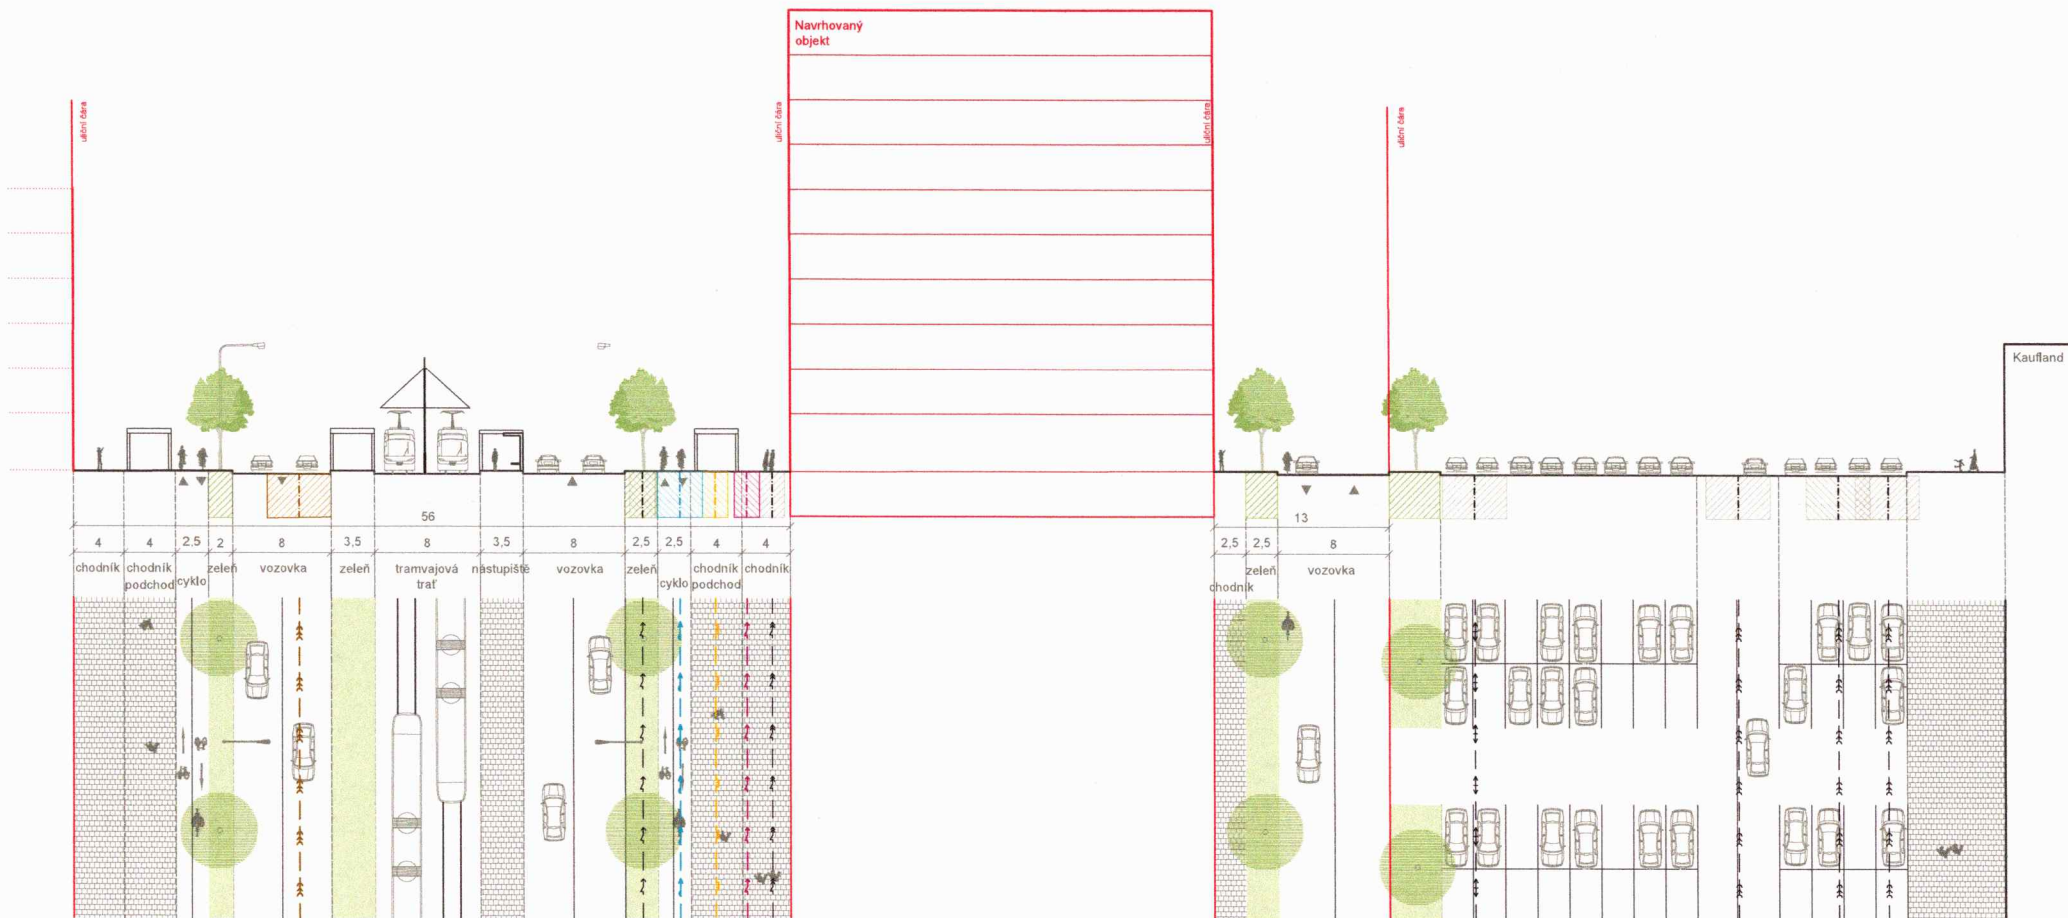 Navrhovaný
objekt
uliční čára
uliční čára
uliční čára
uliční čára
Kaufland
56
13
4
4
2,5
2
8
3,5
8
3,5
8
2,5
2,5
4
4
2,5
2,5
8
chodník
chodník
podchod
cyklo
zeleň
vozovka
zeleň
tramvajová
trať
nástupiště
vozovka
zeleň
cyklo
chodník
podchod
chodník
chodník
zeleň
vozovka